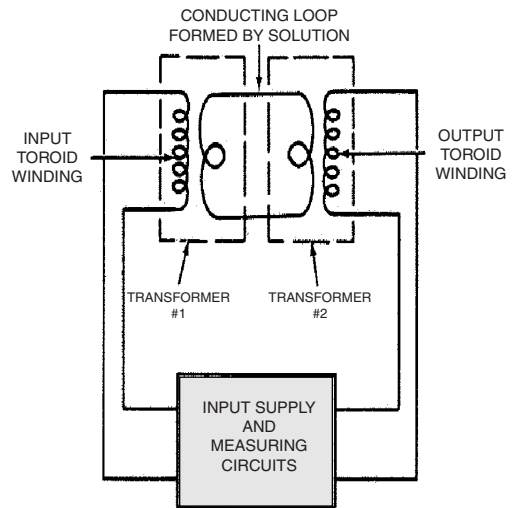 CONDUCTING LOOP
FORMED BY SOLUTION
INPUT
TOROID
WINDING
OUTPUT
TOROID
WINDING
TRANSFORMER
#1
TRANSFORMER
#2
INPUT SUPPLY
AND
MEASURING
CIRCUITS